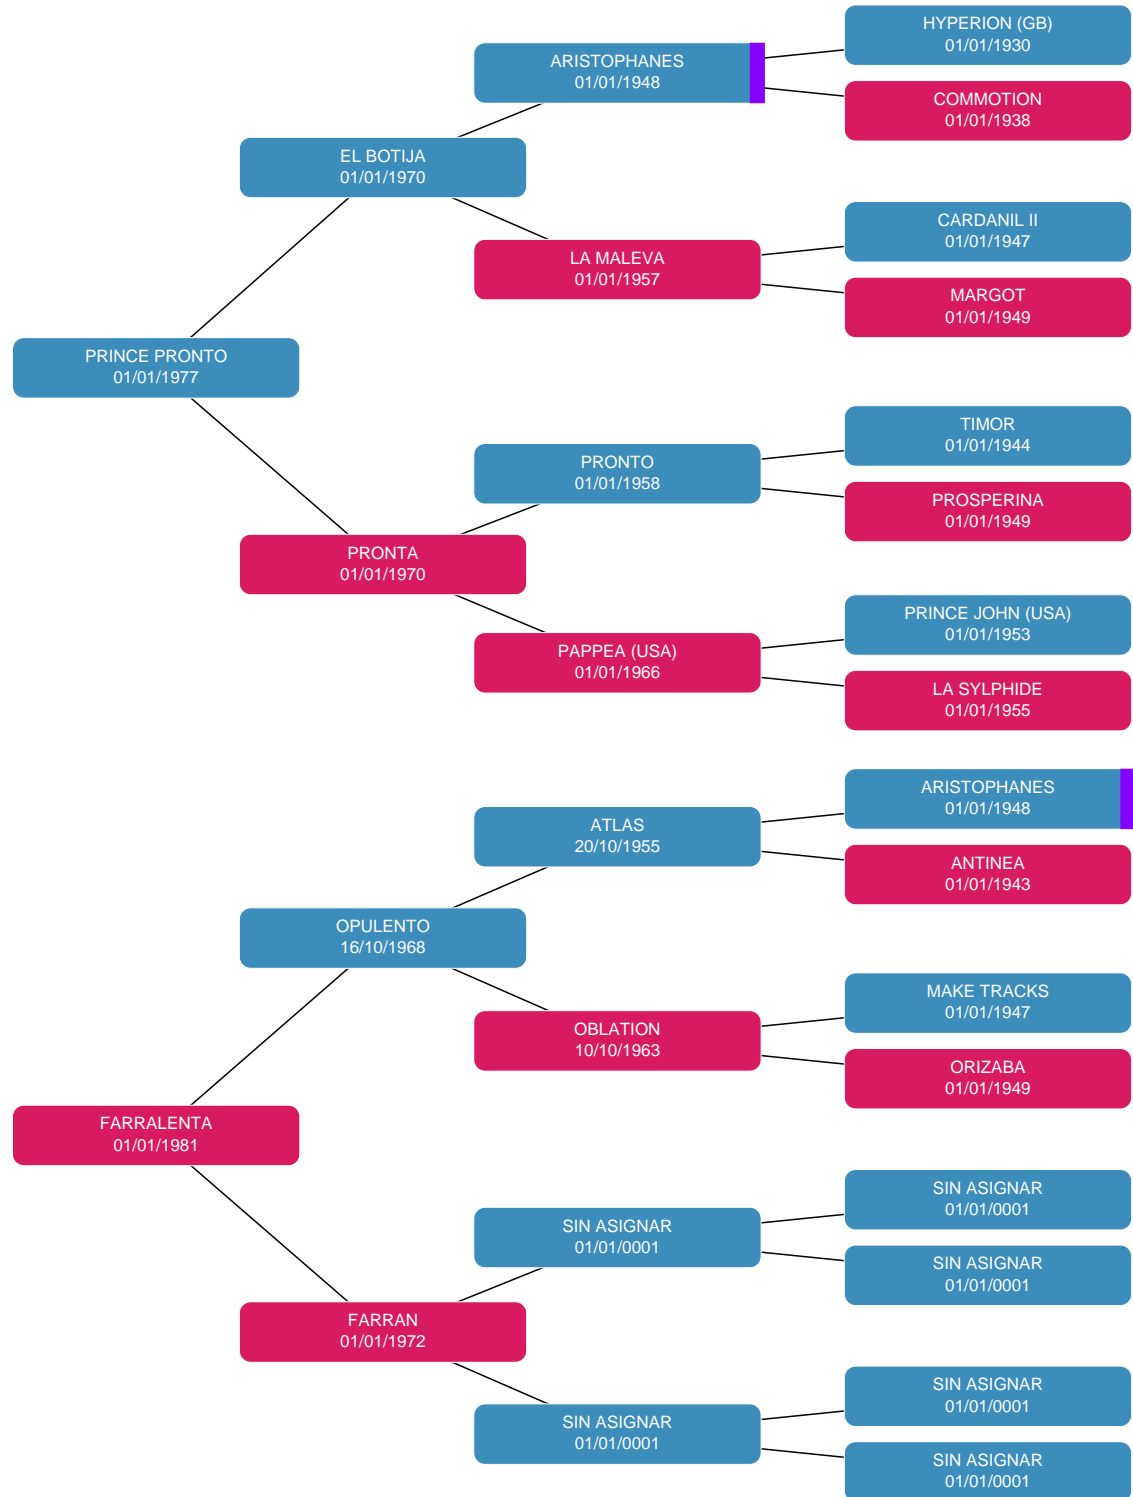 HYPERION (GB)
01/01/1930
ARISTOPHANES
01/01/1948
COMMOTION
01/01/1938
EL BOTIJA
01/01/1970
CARDANIL II
01/01/1947
LA MALEVA
01/01/1957
MARGOT
01/01/1949
PRINCE PRONTO
01/01/1977
TIMOR
01/01/1944
PRONTO
01/01/1958
PROSPERINA
01/01/1949
PRONTA
01/01/1970
PRINCE JOHN (USA)
01/01/1953
PAPPEA (USA)
01/01/1966
LA SYLPHIDE
01/01/1955
ARISTOPHANES
01/01/1948
ATLAS
20/10/1955
ANTINEA
01/01/1943
OPULENTO
16/10/1968
MAKE TRACKS
01/01/1947
OBLATION
10/10/1963
ORIZABA
01/01/1949
FARRALENTA
01/01/1981
SIN ASIGNAR
01/01/0001
SIN ASIGNAR
01/01/0001
SIN ASIGNAR
01/01/0001
FARRAN
01/01/1972
SIN ASIGNAR
01/01/0001
SIN ASIGNAR
01/01/0001
SIN ASIGNAR
01/01/0001